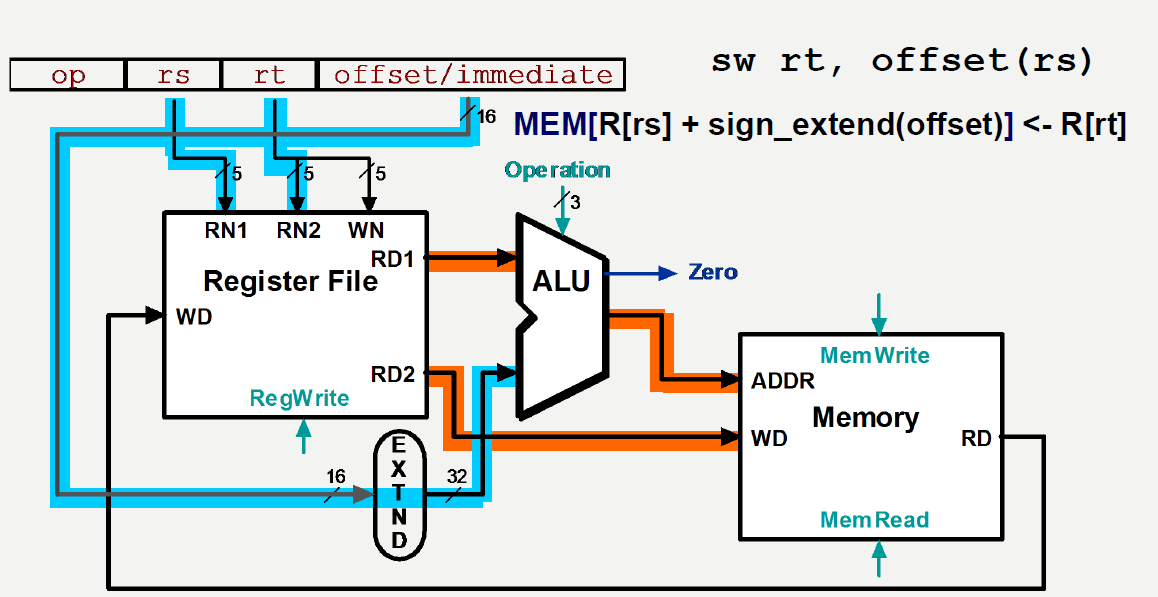 sw rt, offset(rs)
op rs rt offset/immediate
16
MEM[R[rs] + sign_extend(offset)] <- R[rt]
5 5 5
Operation
3
RN1 RN2 WN
RD1
Register File
ALU
Zero
WD
MemWrite
RD2
ADDR
RegWrite
Memory
WD
RD
EXTND
16
32
MemRead